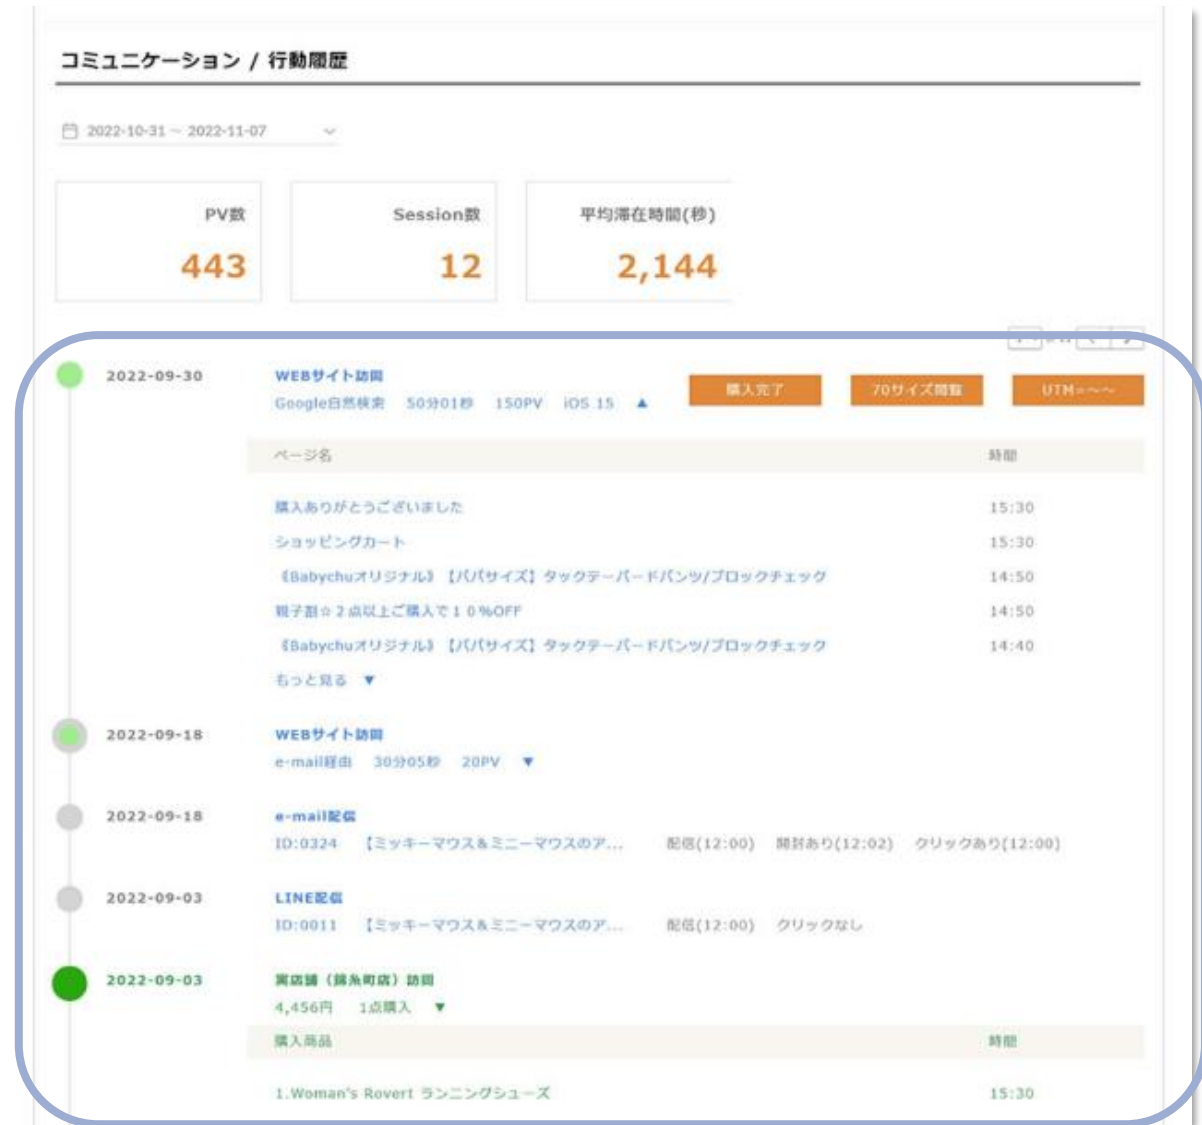 コミュニケーション / 行動履歴
2022-10-31 ~ 2022-11-07
PV数
443
Session数
12
平均滞在時間(秒)
2,144
2022-09-30
WEBサイト訪問
Google自然検索 50分01秒 150PV iOS 15 ▲
購入完了
70サイズ閲覧
UTM=~~
ページ名 時間
購入ありがとうございました 15:30
ショッピングカート 15:30
《Babychuオリジナル》【パパサイズ】タックテーパードパンツ/ブロックチェック 14:50
親子割☆2点以上ご購入で10%OFF 14:50
《Babychuオリジナル》【パパサイズ】タックテーパードパンツ/ブロックチェック 14:40
もっと見る ▼
2022-09-18
WEBサイト訪問
e-mail経由 30分05秒 20PV ▼
2022-09-18
e-mail配信
ID:0324 【ミッキーマウス&ミニーマウスのア... 配信(12:00) 開封あり(12:02) クリックあり(12:00)
2022-09-03
LINE配信
ID:0011 【ミッキーマウス&ミニーマウスのア... 配信(12:00) クリックなし
2022-09-03
実店舗（錦糸町店）訪問
4,456円 1点購入 ▼
購入商品 時間
1.Woman's Rovert ランニングシューズ 15:30